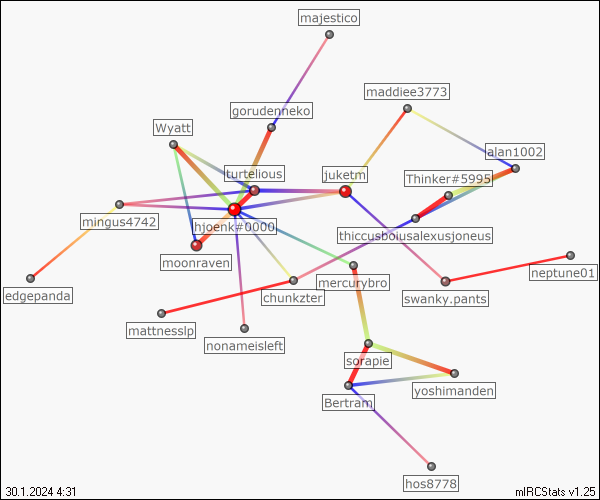 majestico
maddiee3773
gorudenneko
Wyatt
alan1002
turtelious
juketn
Thinker#5995
mingus4742
hjoenk#0000
thiccusboiusalexusjoneus
moonraven
neptune01
edgepanda
chunkzter
mercurybro
swanky.pants
mattnesslp
nonameisleft
sorapie
yoshimanden
Bertram
hos8778
30.1.2024 4:31
mIRCStats v1.25